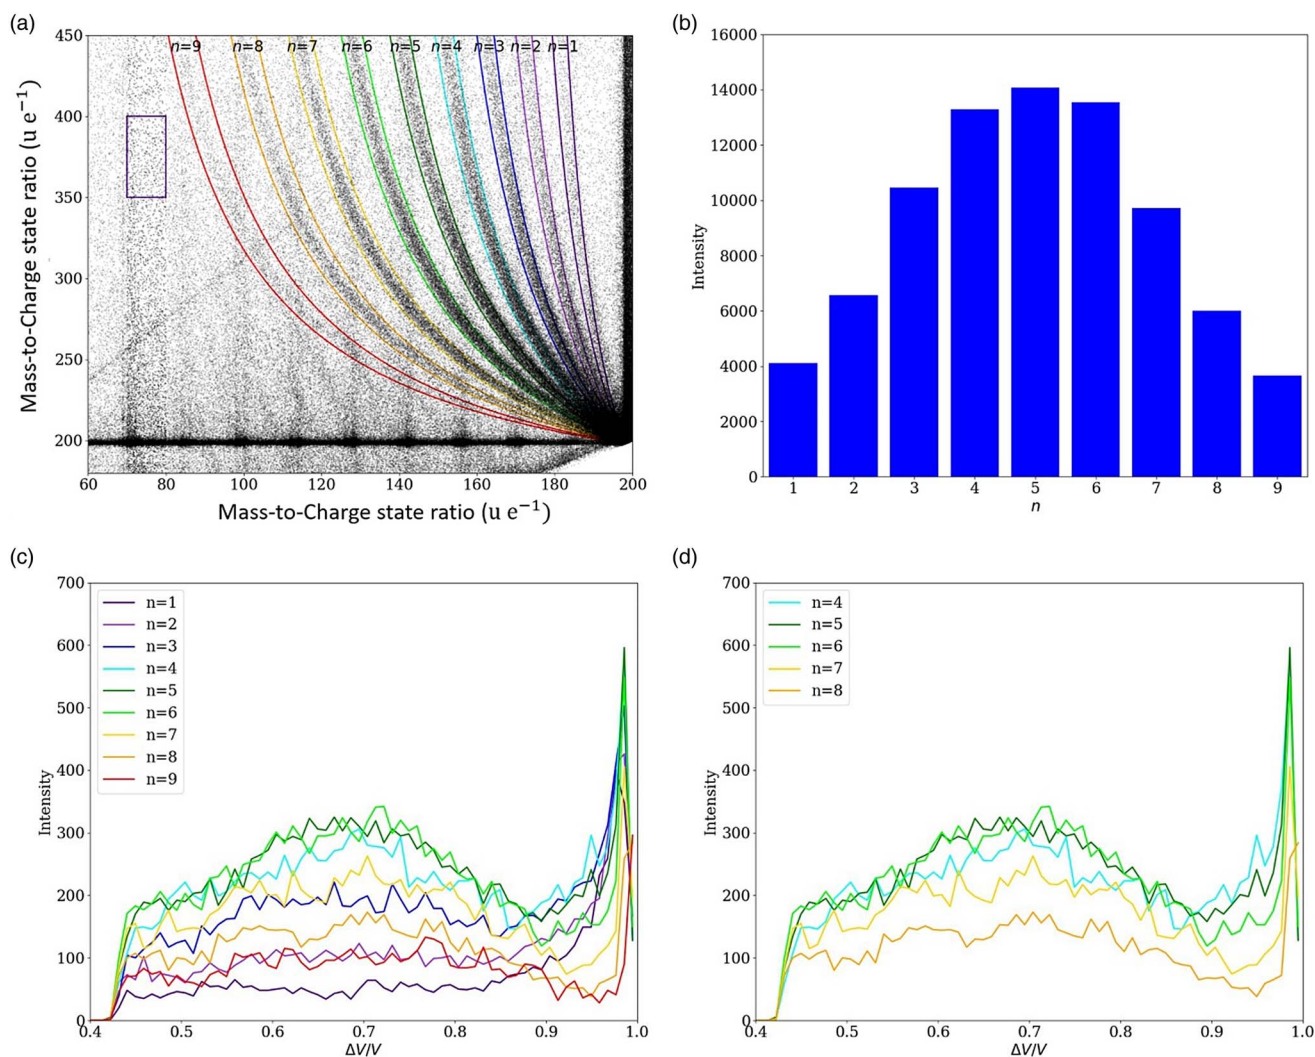 (a)
450
400
350
300
250
200
n=9
n=8
n=7
n=6
n=5
n=4
n=3
n=2
n=1
60
80
100
120
140
160
180
200
Mass-to-Charge state ratio (u e⁻¹)
Mass-to-Charge state ratio (u e⁻¹)
(b)
16000
14000
12000
10000
8000
6000
4000
2000
0
Intensity
1
2
3
4
5
6
7
8
9
n
(c)
700
600
500
400
300
200
100
0
Intensity
n=1
n=2
n=3
n=4
n=5
n=6
n=7
n=8
n=9
0.4
0.5
0.6
0.7
0.8
0.9
1.0
ΔV/V
(d)
700
600
500
400
300
200
100
0
Intensity
n=4
n=5
n=6
n=7
n=8
0.4
0.5
0.6
0.7
0.8
0.9
1.0
ΔV/V